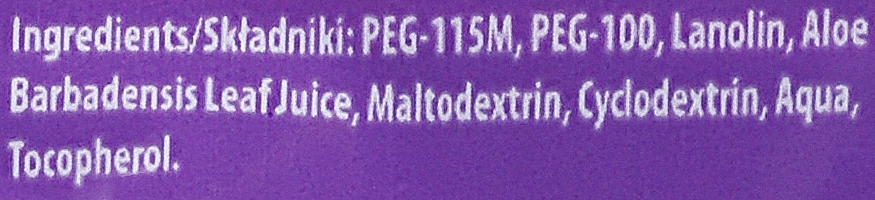 Ingredients/Składniki: PEG-115M, PEG-100, Lanolin, Aloe
Barbadensis Leaf Juice, Maltodextrin, Cyclodextrin, Aqua,
Tocopherol.